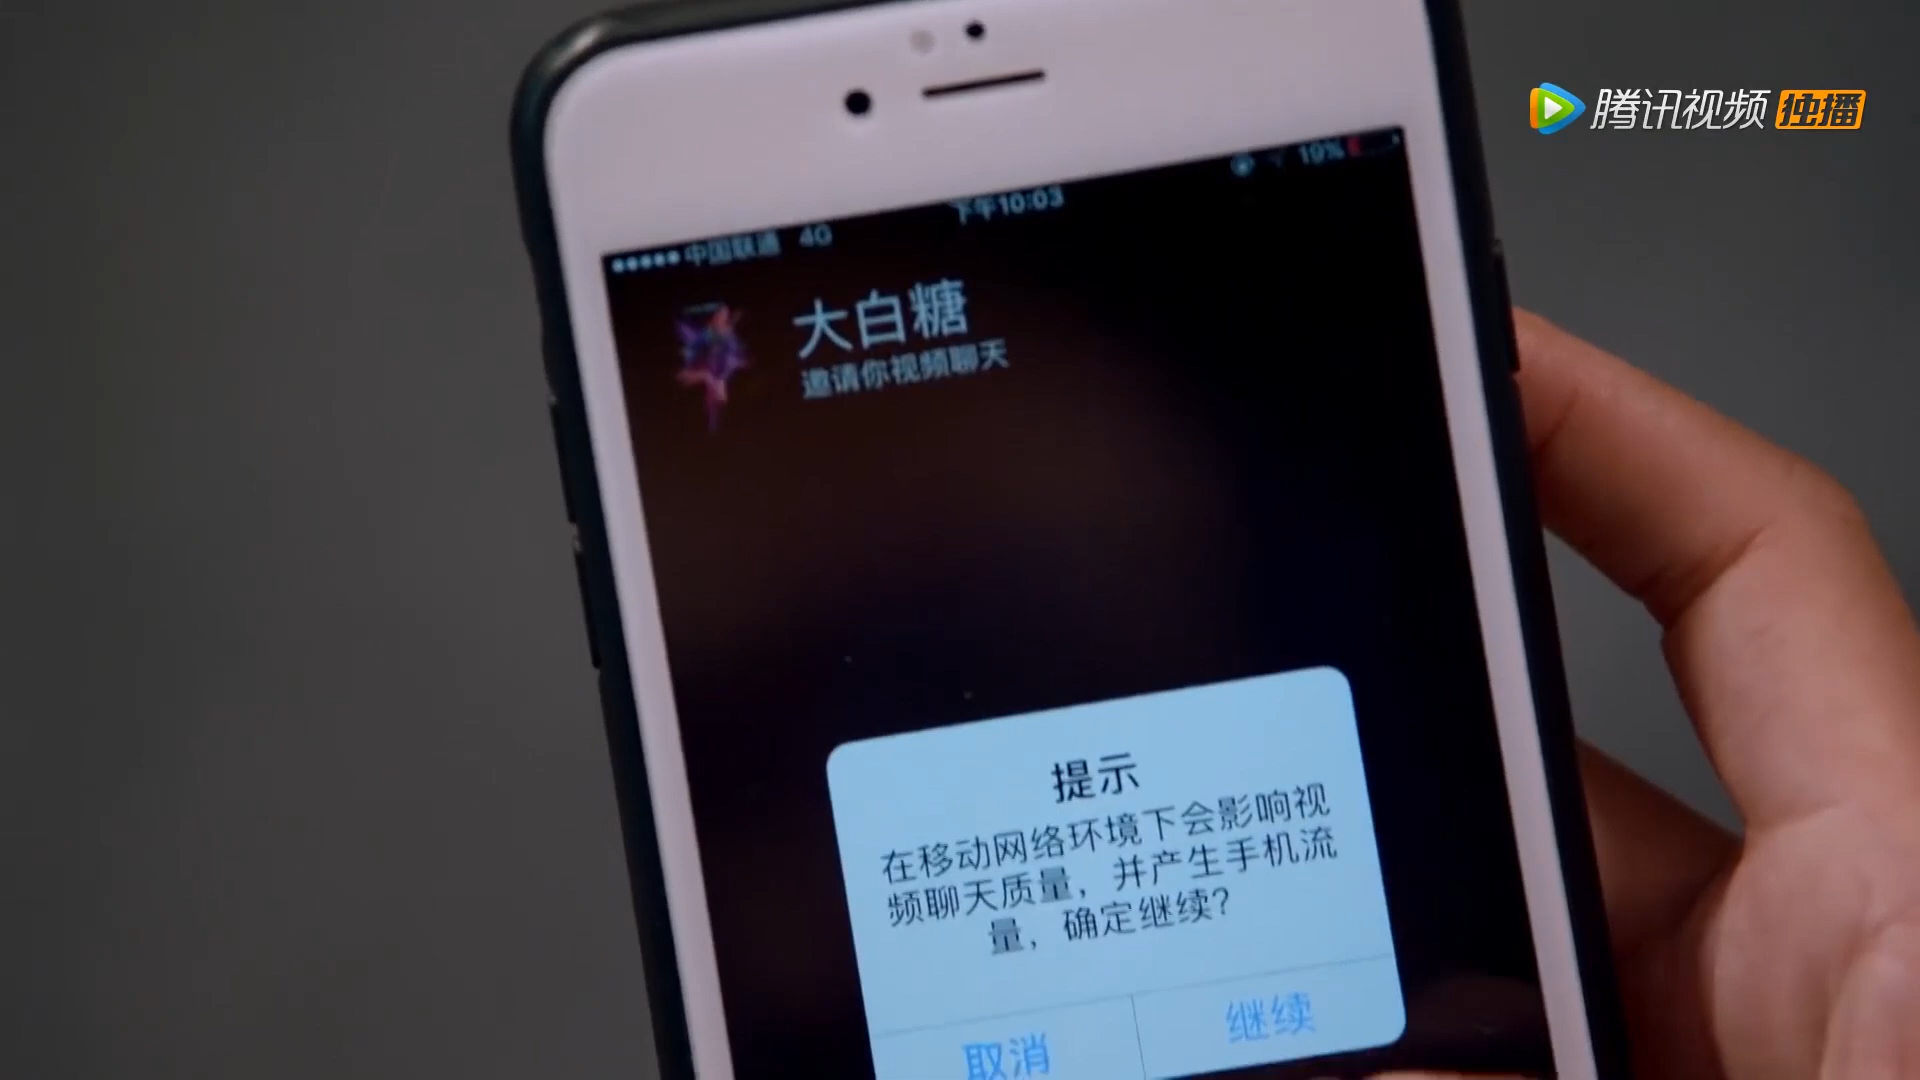 腾讯视频 独播
中国联通 4G 下午10:03 19%
大白糖
邀请你视频聊天
提示
在移动网络环境下会影响视
频聊天质量，并产生手机流
量，确定继续？
取消 继续